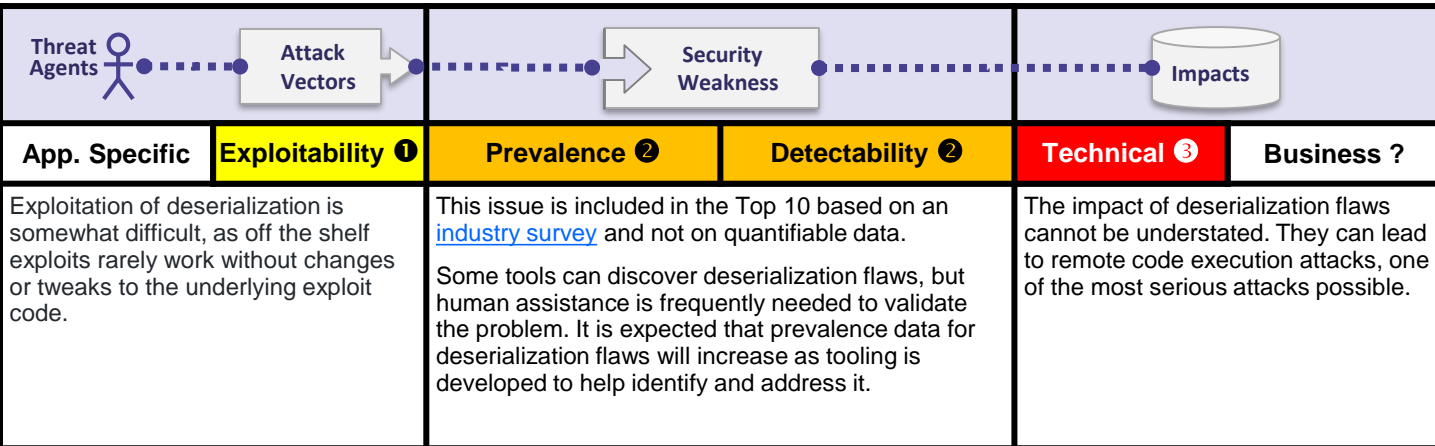 Threat
Agents
Attack
Vectors
Security
Weakness
Impacts
App. Specific
Exploitability ❶
Prevalence ❷
Detectability ❷
Technical ③
Business ?
Exploitation of deserialization is
somewhat difficult, as off the shelf
exploits rarely work without changes
or tweaks to the underlying exploit
code.
This issue is included in the Top 10 based on an
industry survey and not on quantifiable data.
Some tools can discover deserialization flaws, but
human assistance is frequently needed to validate
the problem. It is expected that prevalence data for
deserialization flaws will increase as tooling is
developed to help identify and address it.
The impact of deserialization flaws
cannot be understated. They can lead
to remote code execution attacks, one
of the most serious attacks possible.